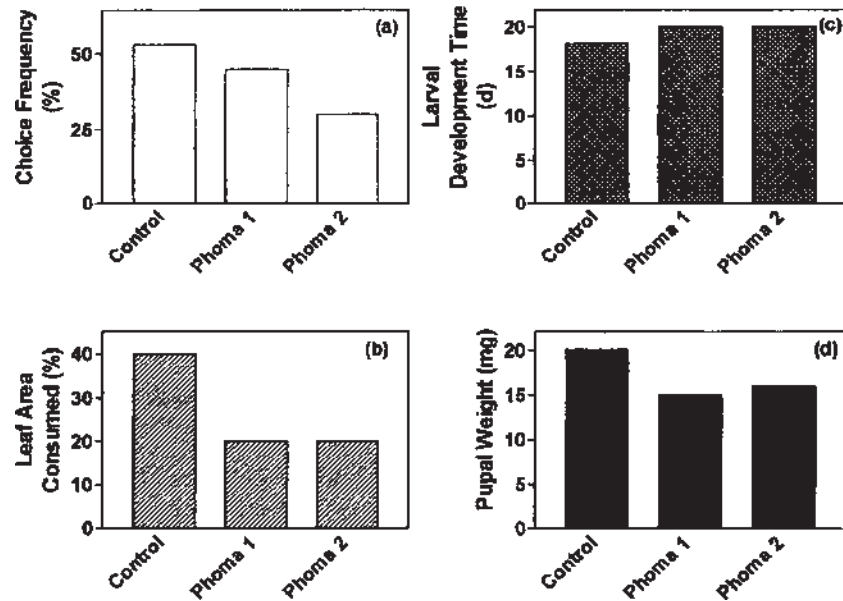 (a)
Choice Frequency
(%)
50
25
0
Control
Phoma 1
Phoma 2
(c)
Larval
Development Time
(d)
20
15
10
5
0
Control
Phoma 1
Phoma 2
(b)
Leaf Area
Consumed (%)
40
30
20
10
0
Control
Phoma 1
Phoma 2
(d)
Pupal Weight (mg)
20
15
10
5
0
Control
Phoma 1
Phoma 2